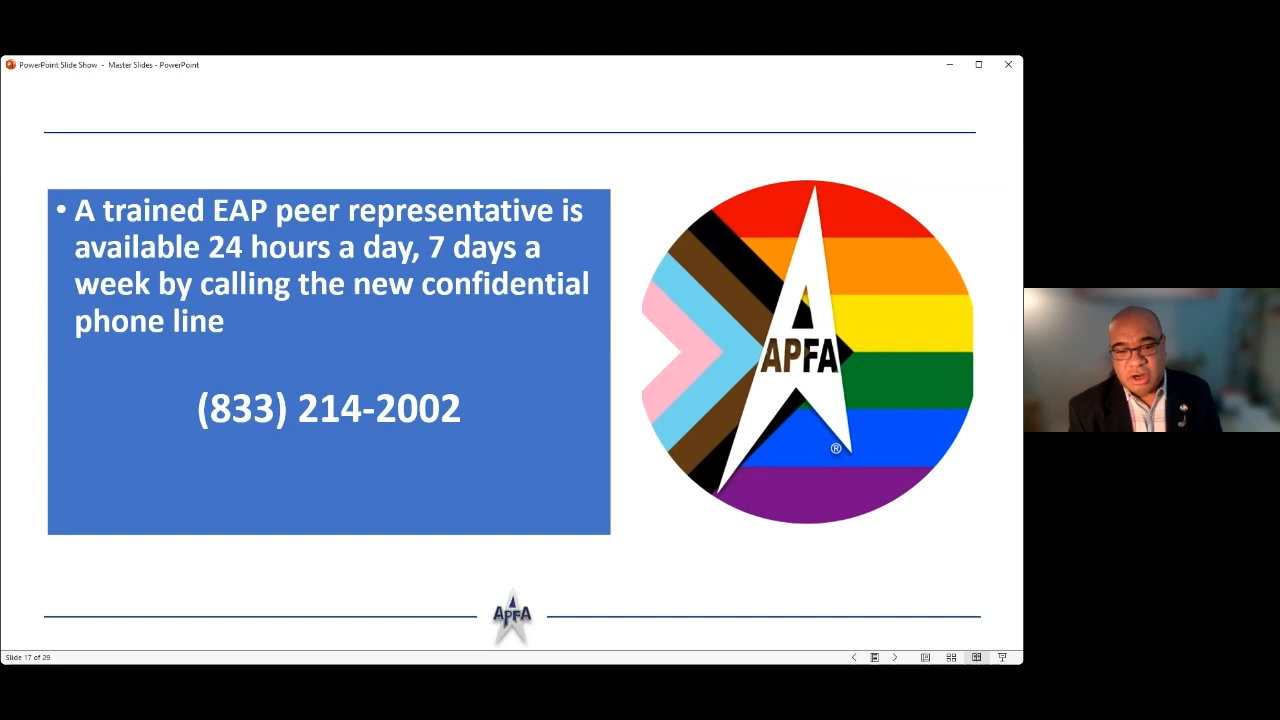 PowerPoint Slide Show - Master Slides - PowerPoint
• A trained EAP peer representative is
available 24 hours a day, 7 days a
week by calling the new confidential
phone line
(833) 214-2002
APFA
®
APFA
Slide 17 of 29